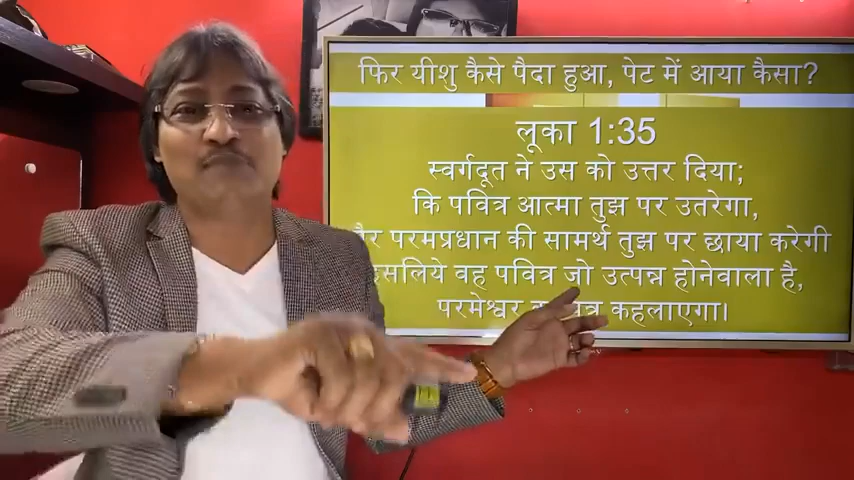 फिर यीशु कैसे पैदा हुआ, पेट में आया कैसा?
लूका 1:35
स्वर्गदूत ने उस को उत्तर दिया;
कि पवित्र आत्मा तुझ पर उतरेगा,
परमप्रधान की सामर्थ तुझ पर छाया करेगी
वह पवित्र जो उत्पन्न होनेवाला है,
परमेश्वर का कहलाएगा।